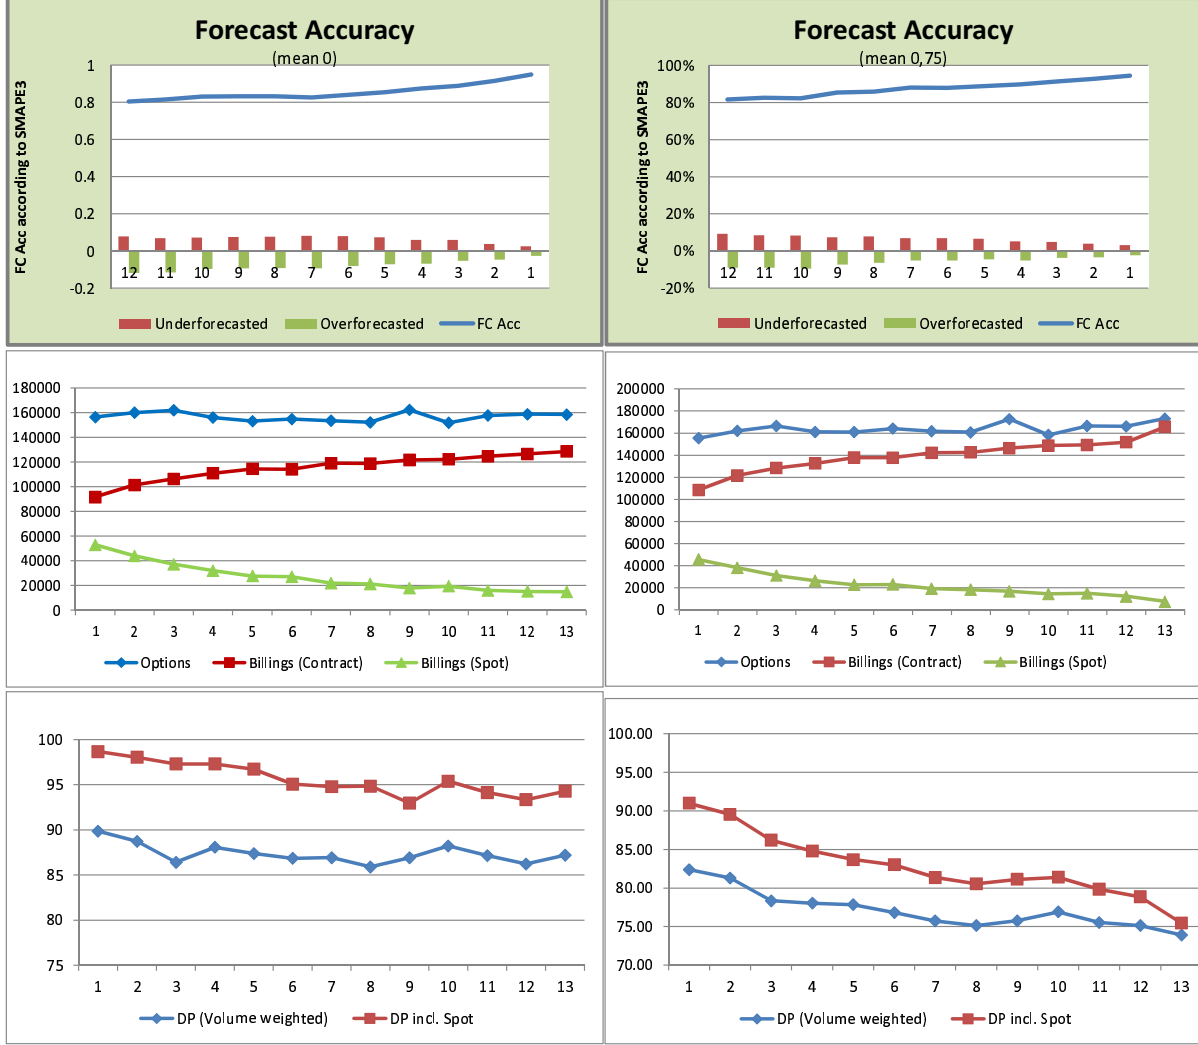 Forecast Accuracy
(mean 0)
FC Acc according to SMAPE3
1
0.8
0.6
0.4
0.2
0
-0.2
12 11 10 9 8 7 6 5 4 3 2 1
Underforecasted Overforecasted FC Acc
Forecast Accuracy
(mean 0,75)
FC Acc according to SMAPE3
100%
80%
60%
40%
20%
0%
-20%
12 11 10 9 8 7 6 5 4 3 2 1
Underforecasted Overforecasted FC Acc
180000
160000
140000
120000
100000
80000
60000
40000
20000
0
1 2 3 4 5 6 7 8 9 10 11 12 13
Options Billings (Contract) Billings (Spot)
200000
180000
160000
140000
120000
100000
80000
60000
40000
20000
0
1 2 3 4 5 6 7 8 9 10 11 12 13
Options Billings (Contract) Billings (Spot)
100
95
90
85
80
75
1 2 3 4 5 6 7 8 9 10 11 12 13
DP (Volume weighted) DP incl. Spot
100.00
95.00
90.00
85.00
80.00
75.00
70.00
1 2 3 4 5 6 7 8 9 10 11 12 13
DP (Volume weighted) DP incl. Spot